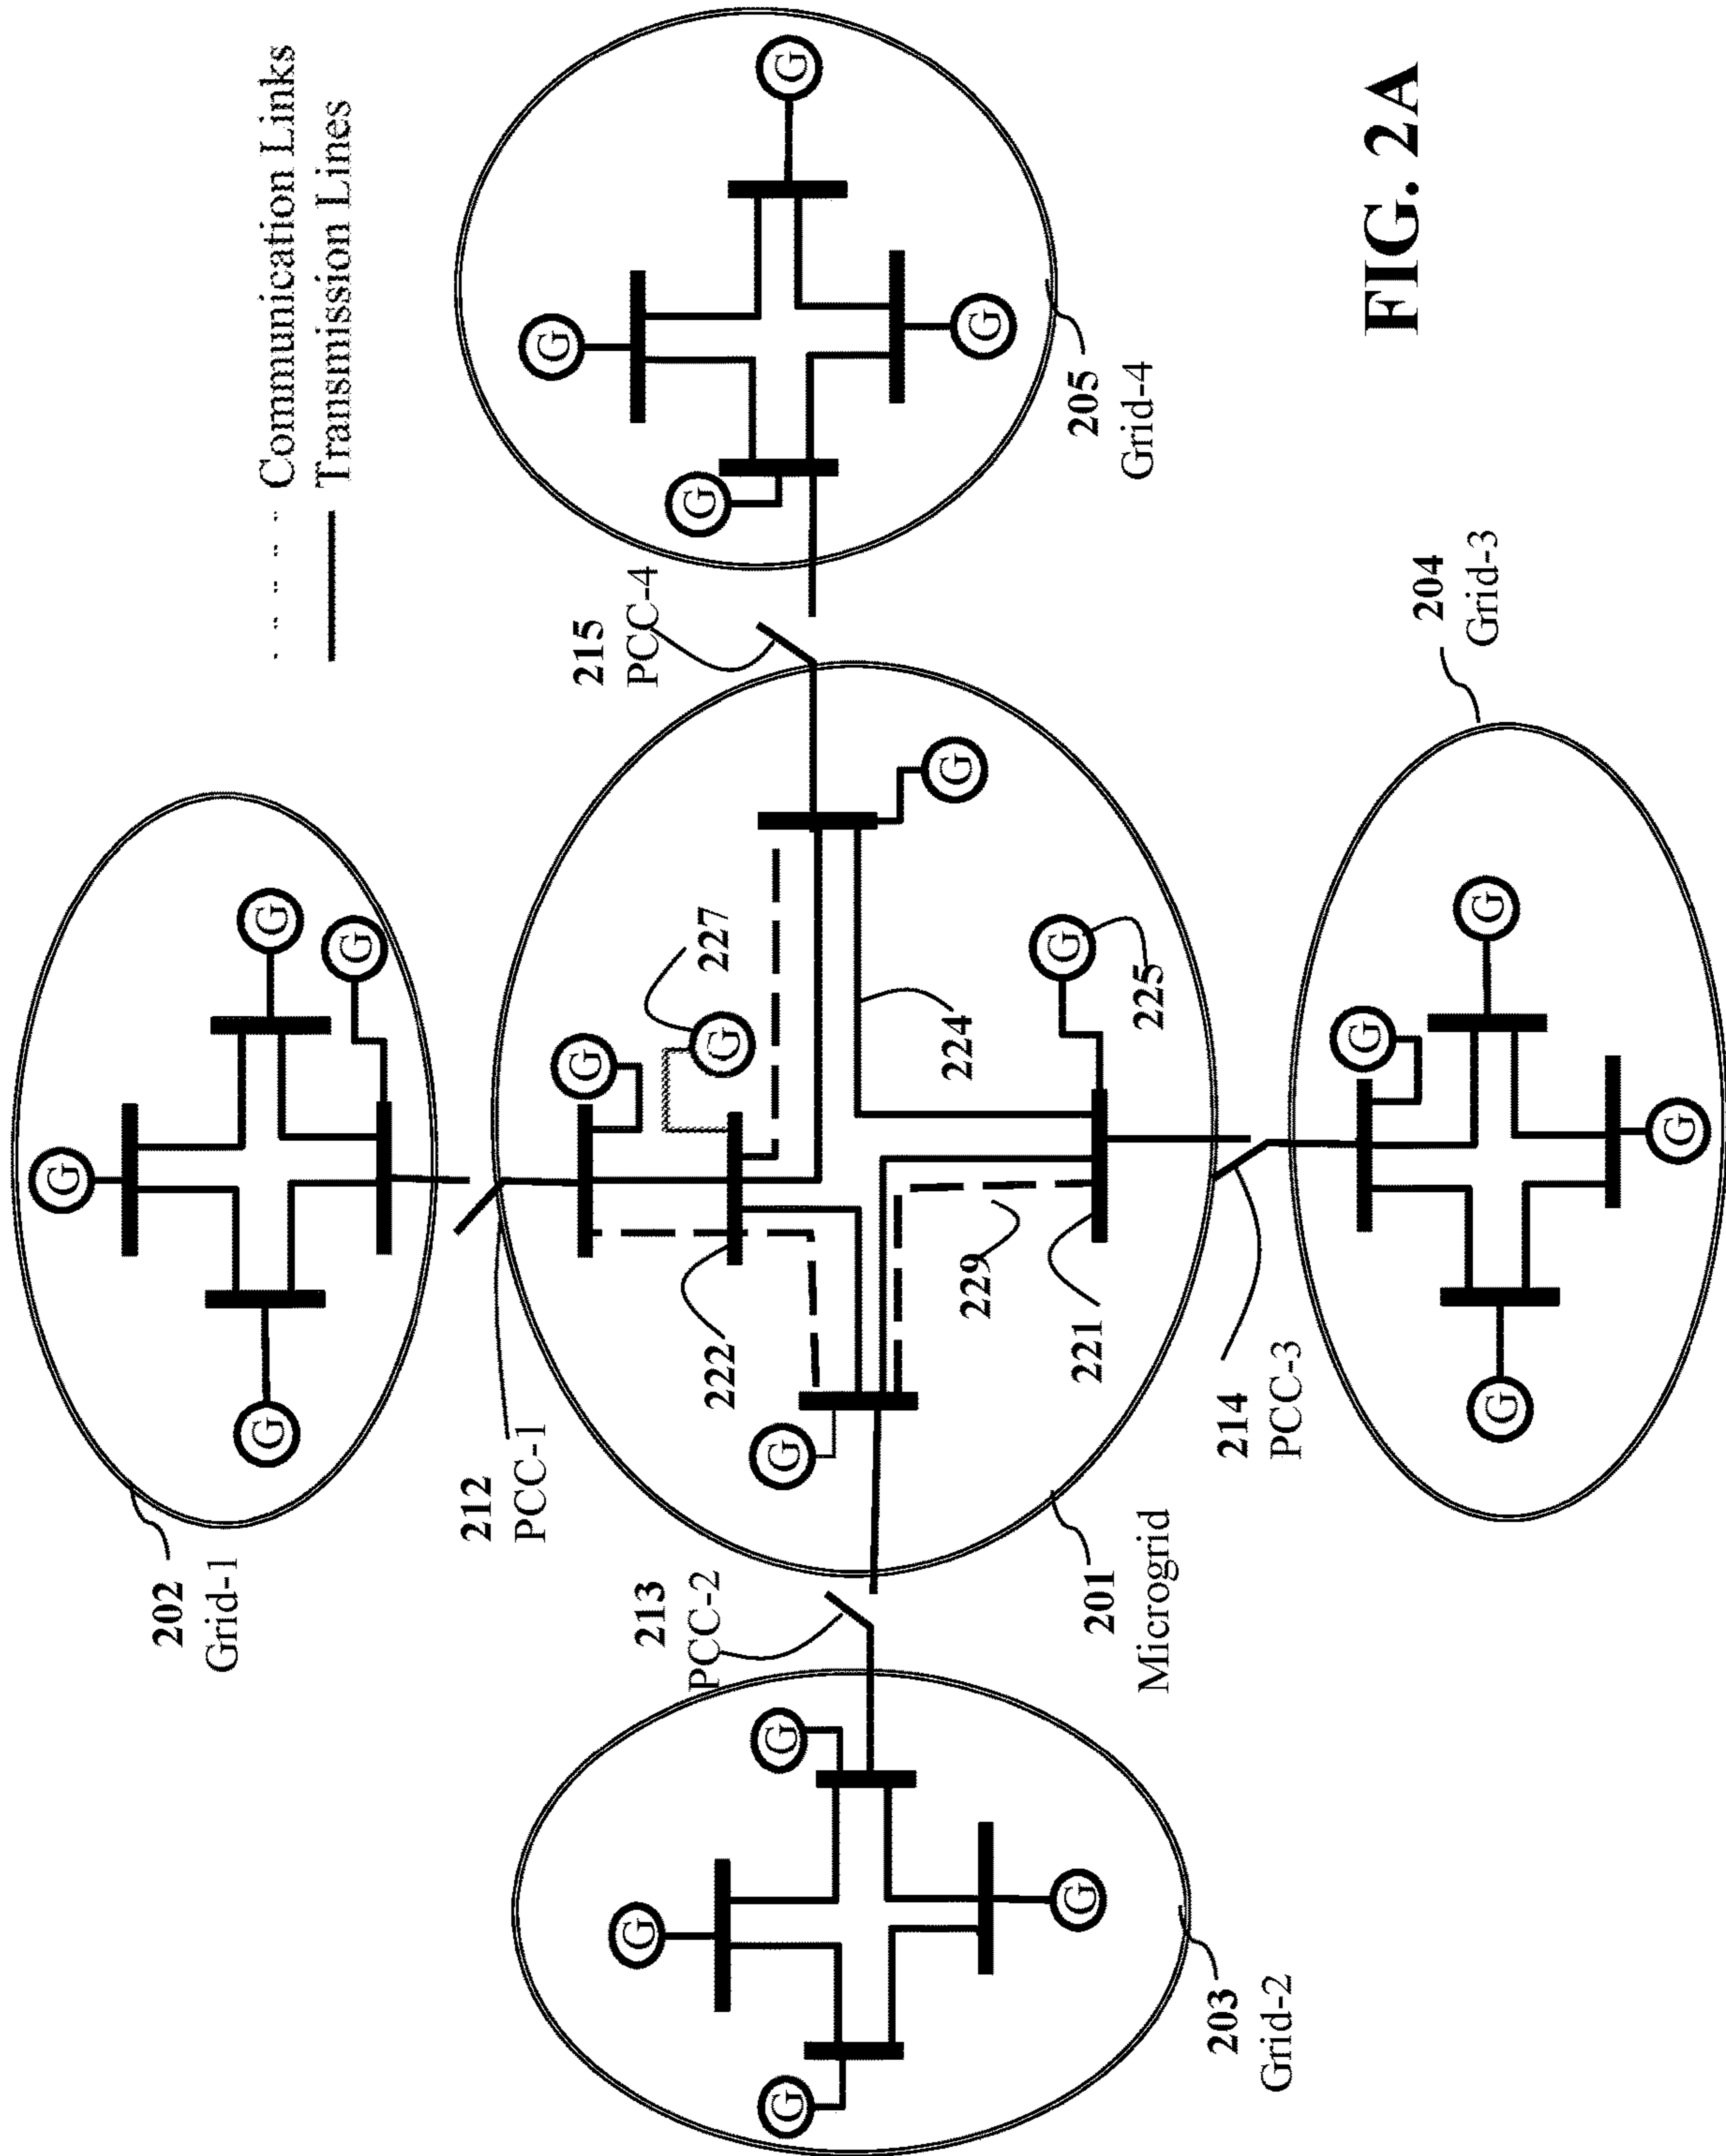 Communication Links
Transmission Lines
202
Grid-1
G
G
G
G
212
PCC-1
213
PCC-2
215
PCC-4
203
Grid-2
G
G
G
G
201
Microgrid
G
222
G
227
G
G
224
229
G
225
221
205
Grid-4
G
G
G
G
214
PCC-3
204
Grid-3
G
G
G
G
FIG. 2A